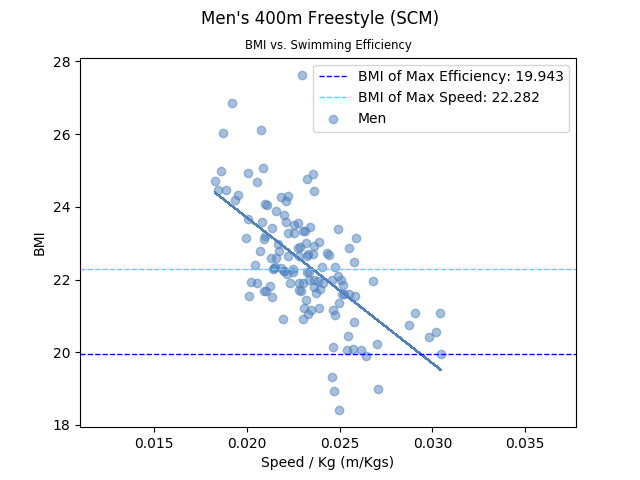 Men's 400m Freestyle (SCM)
BMI vs. Swimming Efficiency
28
26
24
22
20
18
BMI
BMI of Max Efficiency: 19.943
BMI of Max Speed: 22.282
Men
0.015 0.020 0.025 0.030 0.035
Speed / Kg (m/Kgs)